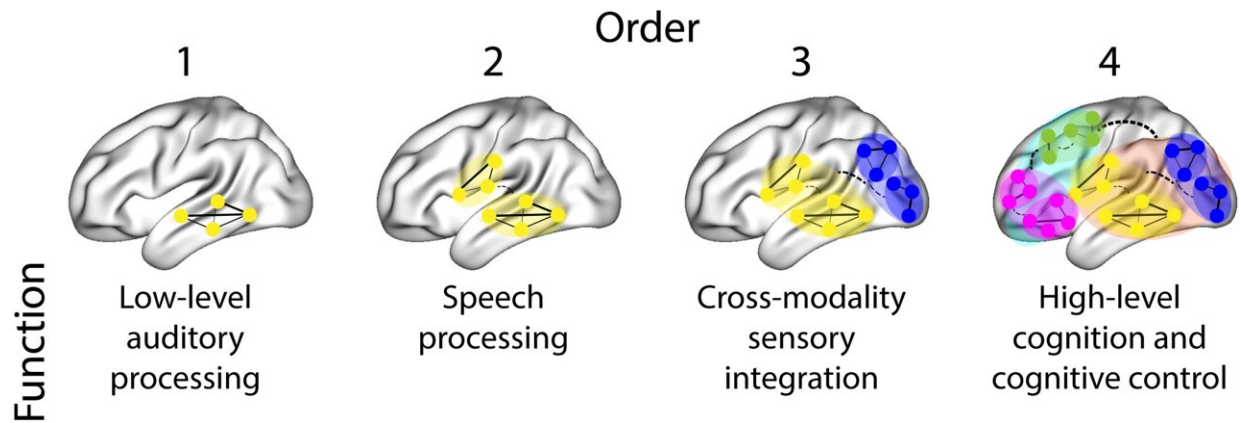 Order
1
2
3
4
Function
Low-level
auditory
processing
Speech
processing
Cross-modality
sensory
integration
High-level
cognition and
cognitive control